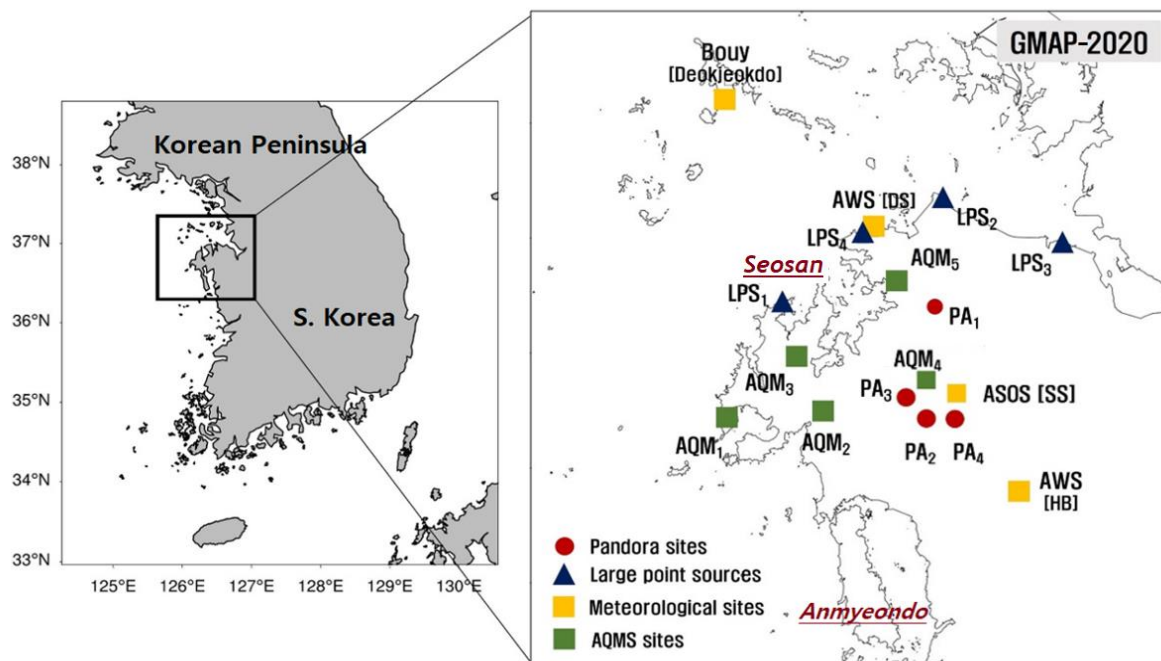 GMAP-2020
Bouy
[Deokjeokdo]
Korean Peninsula
38°N
37°N
36°N
35°N
34°N
33°N
S. Korea
125°E 126°E 127°E 128°E 129°E 130°E
AWS [DS]
LPS2
LPS4
LPS3
Seosan
AQM5
LPS1
PA1
AQM3
AQM4
PA3
ASOS [SS]
AQM1
AQM2
PA2
PA4
AWS
[HB]
Pandora sites
Large point sources
Meteorological sites
AQMS sites
Anmyeondo